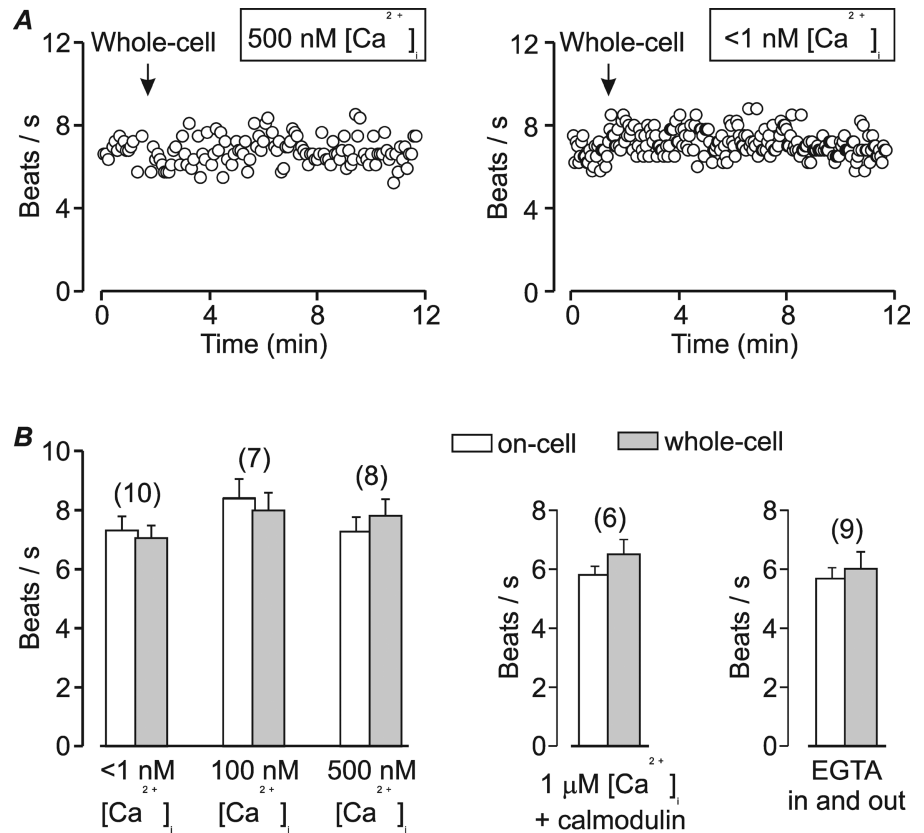 A
12
8
4
0
Beats / s
Whole-cell
500 nM [Ca²⁺]ᵢ
0 4 8 12
Time (min)
12
8
4
0
Beats / s
Whole-cell
<1 nM [Ca²⁺]ᵢ
0 4 8 12
Time (min)
B
on-cell whole-cell
10
8
6
4
2
0
Beats / s
(10) (7) (8)
<1 nM 100 nM 500 nM
[Ca²⁺]ᵢ [Ca²⁺]ᵢ [Ca²⁺]ᵢ
8
6
4
2
0
Beats / s
(6)
1 μM [Ca²⁺]ᵢ
+ calmodulin
8
6
4
2
0
Beats / s
(9)
EGTA
in and out